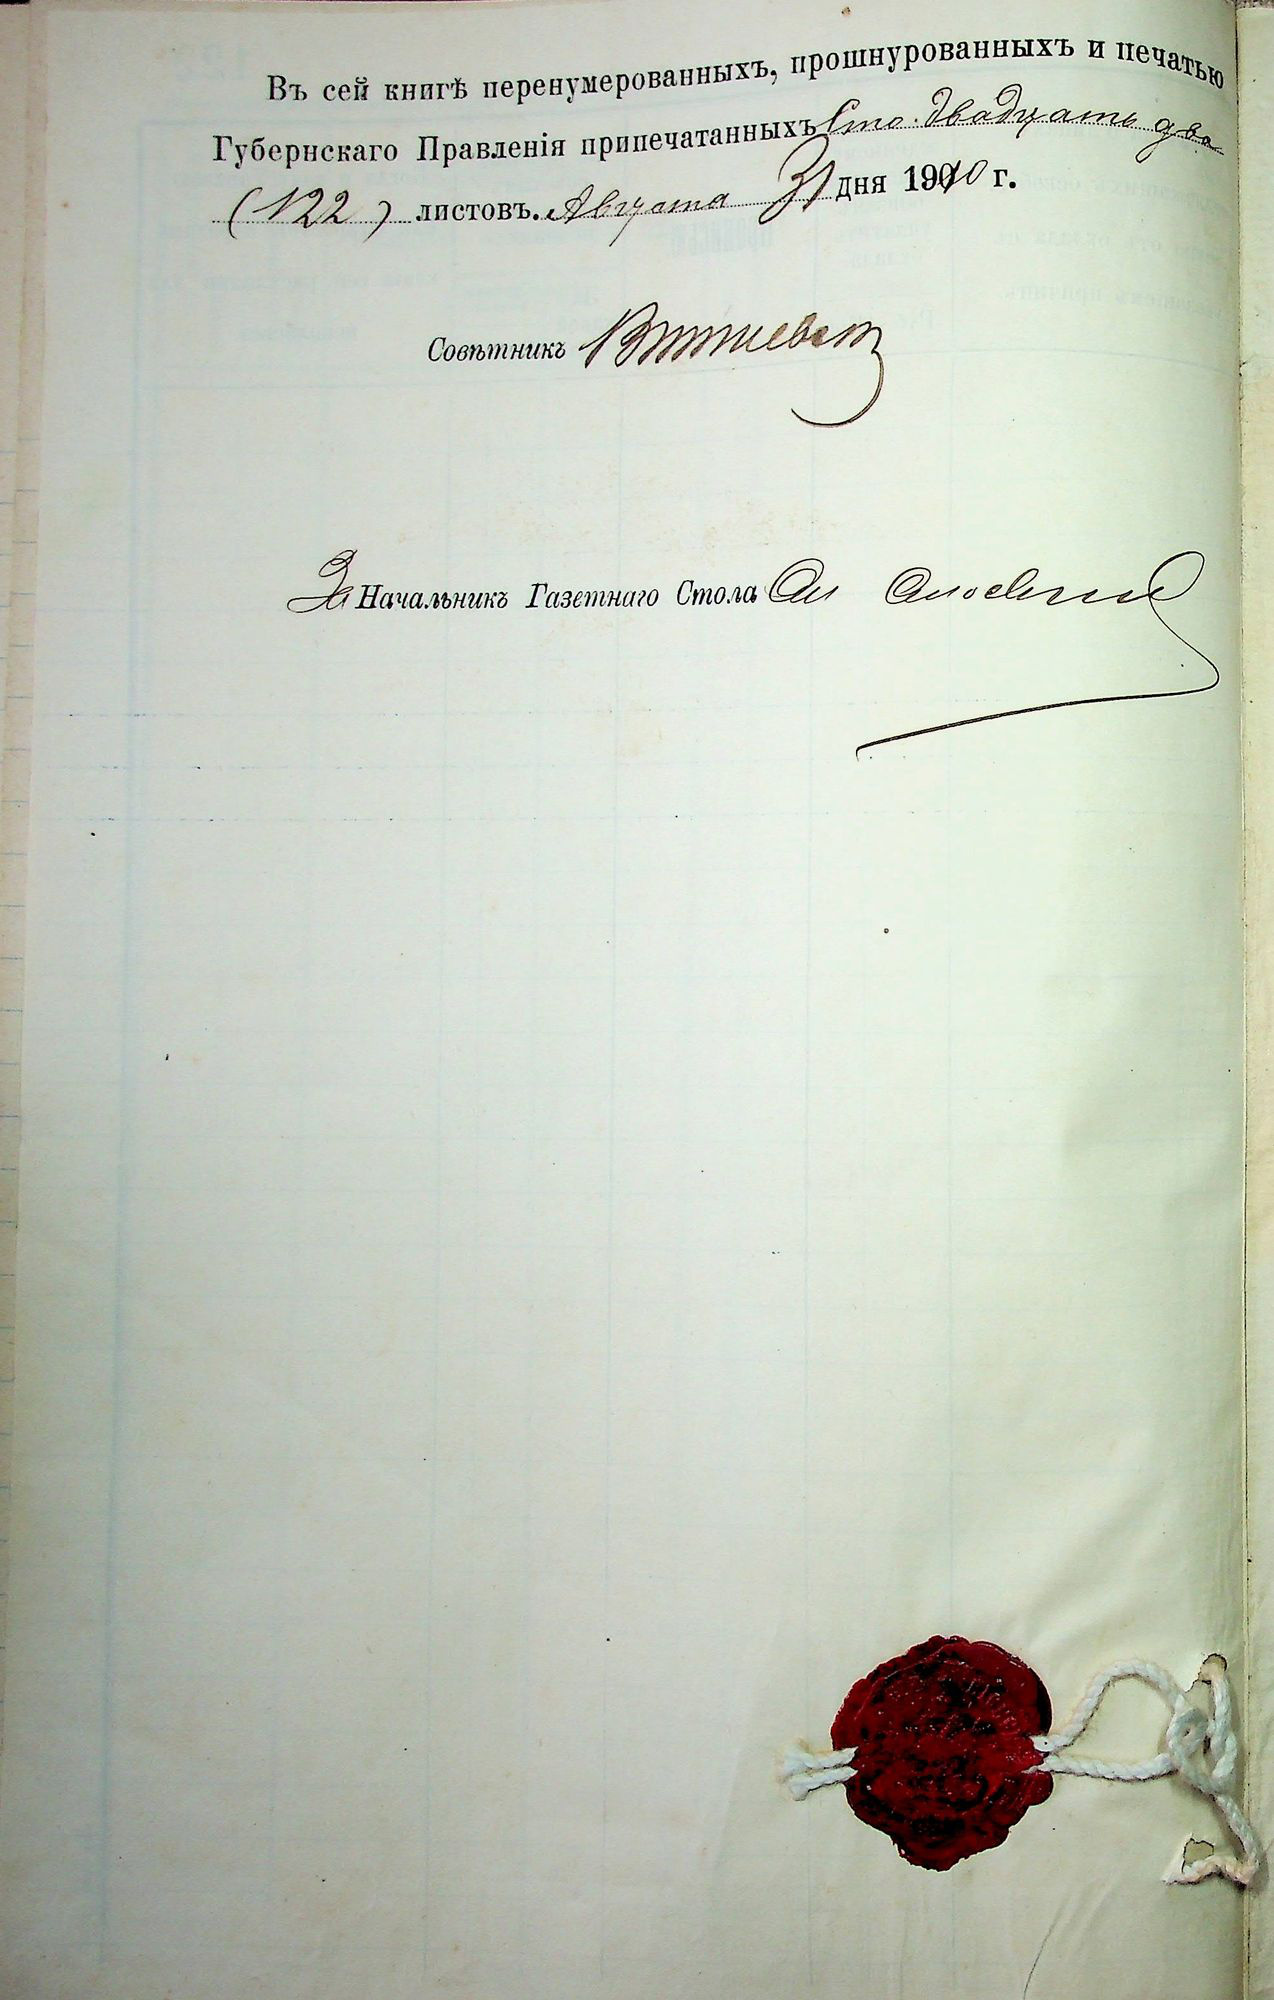 Въ сей книгѣ перенумерованныхъ, прошнурованныхъ и печатью
Губернскаго Правленія припечатанныхъ Сто двадцать два
(122) листовъ. Августа 31 дня 1910 г.
Совѣтникъ
За Начальникъ Газетнаго Стола